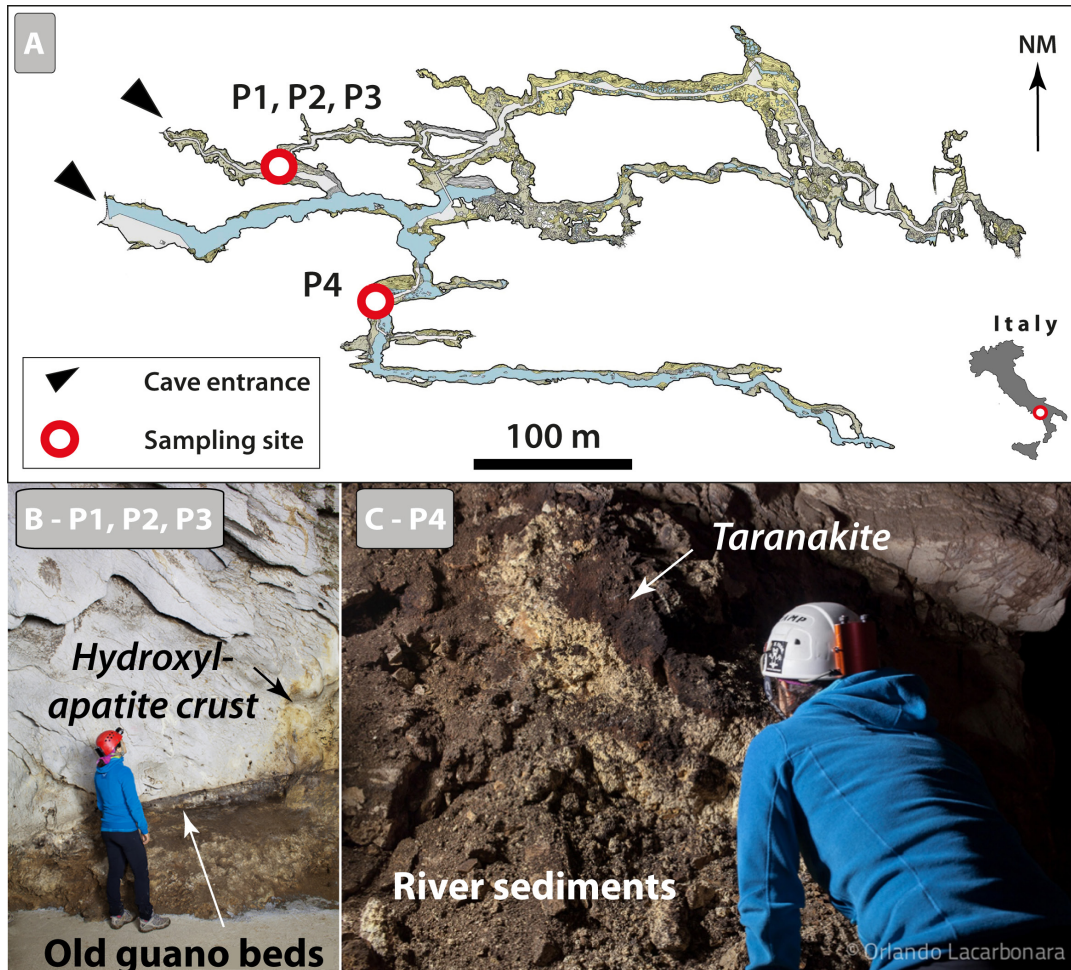 A
NM
P1, P2, P3
P4
Italy
Cave entrance
Sampling site
100 m
B - P1, P2, P3
C - P4
Taranakite
Hydroxyl-
apatite crust
River sediments
Old guano beds
© Orlando Lacarbonara